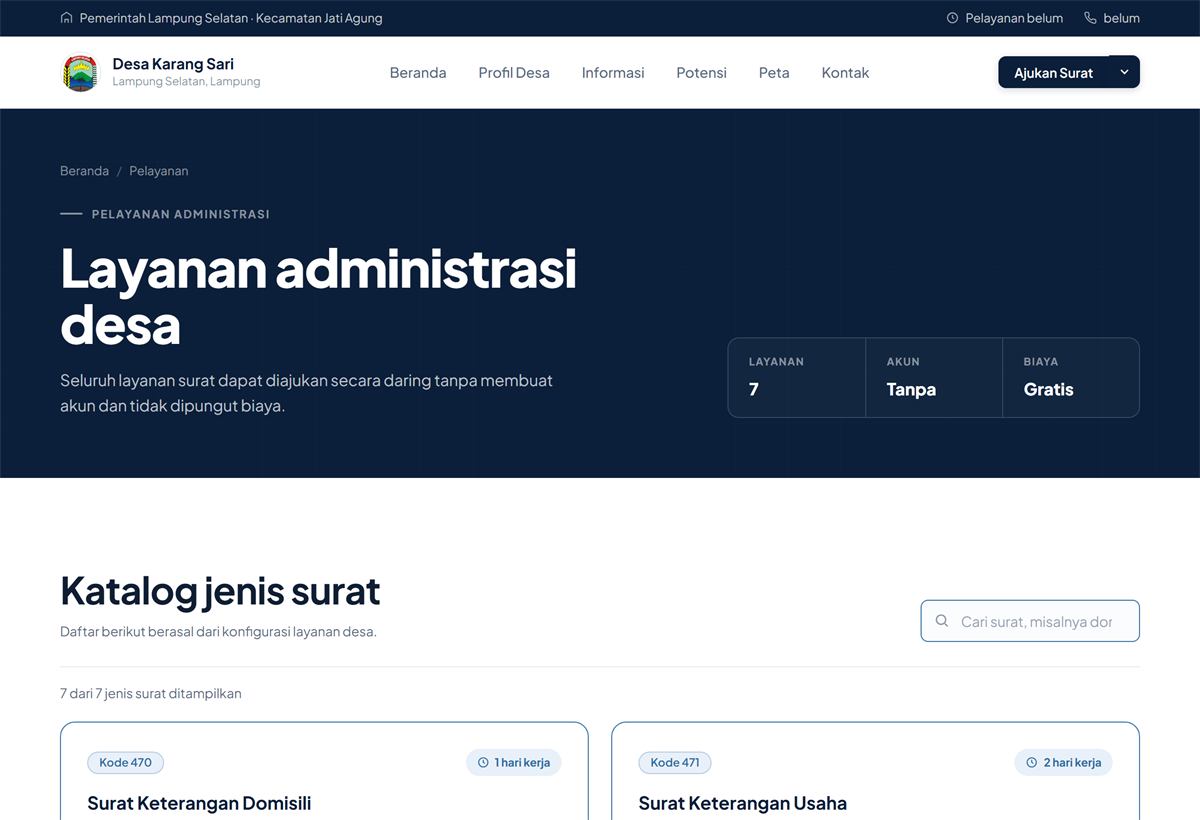 Pemerintah Lampung Selatan · Kecamatan Jati Agung
Pelayanan belum
belum
Desa Karang Sari
Lampung Selatan, Lampung
Beranda
Profil Desa
Informasi
Potensi
Peta
Kontak
Ajukan Surat
Beranda / Pelayanan
PELAYANAN ADMINISTRASI
Layanan administrasi
desa
Seluruh layanan surat dapat diajukan secara daring tanpa membuat
akun dan tidak dipungut biaya.
LAYANAN
7
AKUN
Tanpa
BIAYA
Gratis
Katalog jenis surat
Daftar berikut berasal dari konfigurasi layanan desa.
Cari surat, misalnya dor
7 dari 7 jenis surat ditampilkan
Kode 470
1 hari kerja
Surat Keterangan Domisili
Kode 471
2 hari kerja
Surat Keterangan Usaha